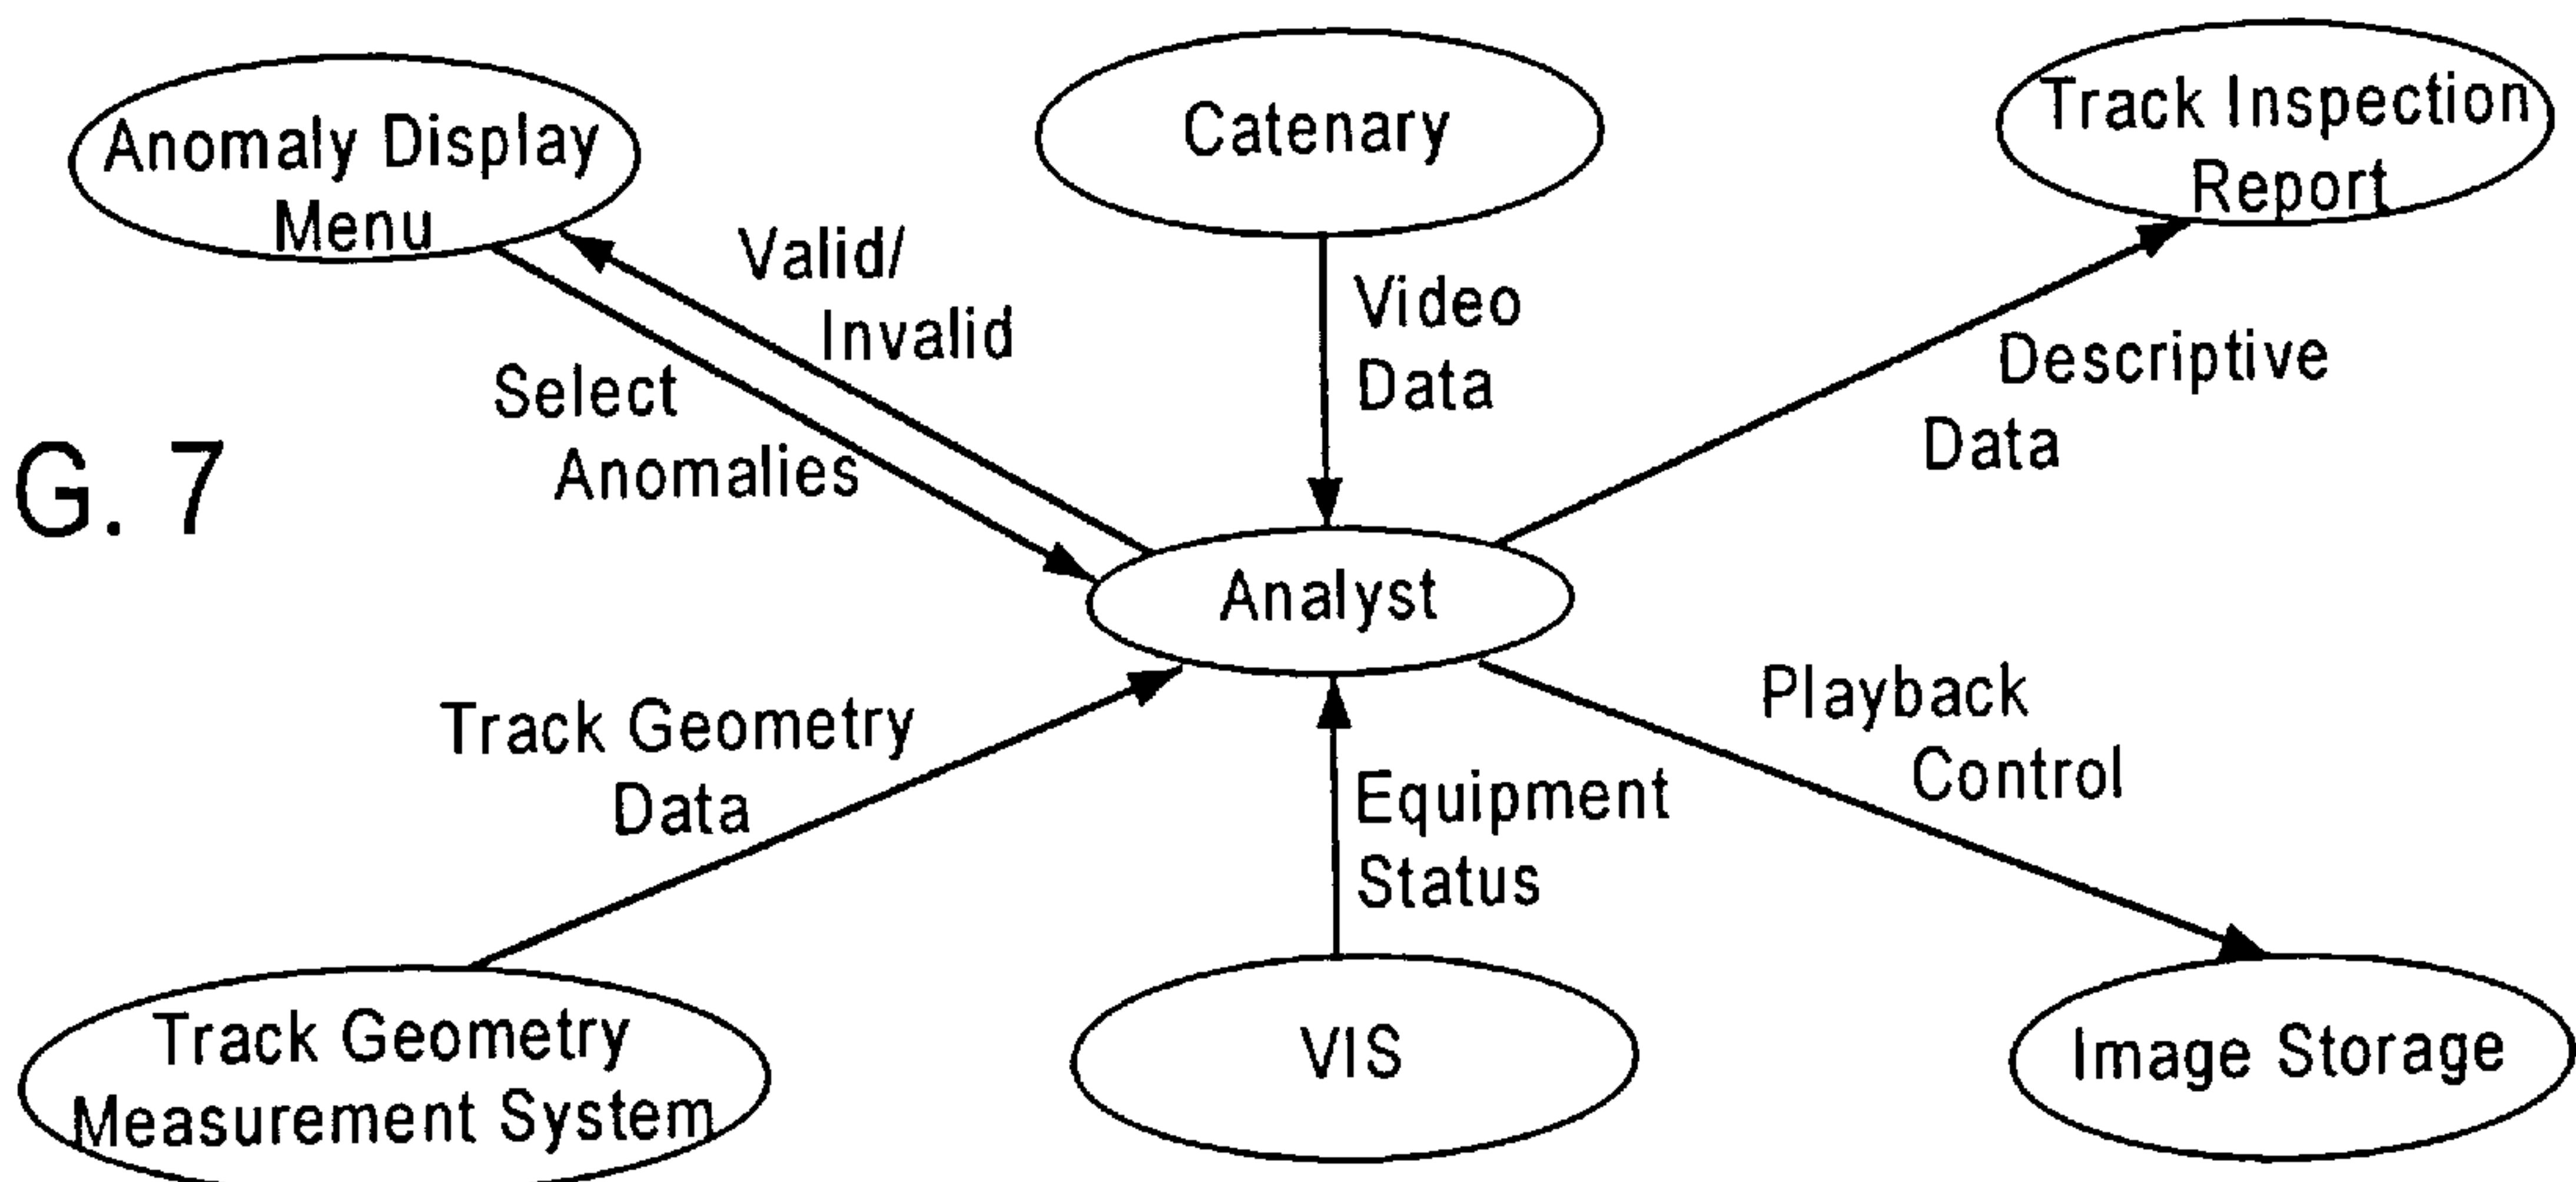 Anomaly Display
Menu
Catenary
Track Inspection
Report
Valid/
Invalid
Select
Anomalies
Video
Data
Descriptive
Data
G. 7
Analyst
Track Geometry
Data
Equipment
Status
Playback
Control
Track Geometry
Measurement System
VIS
Image Storage